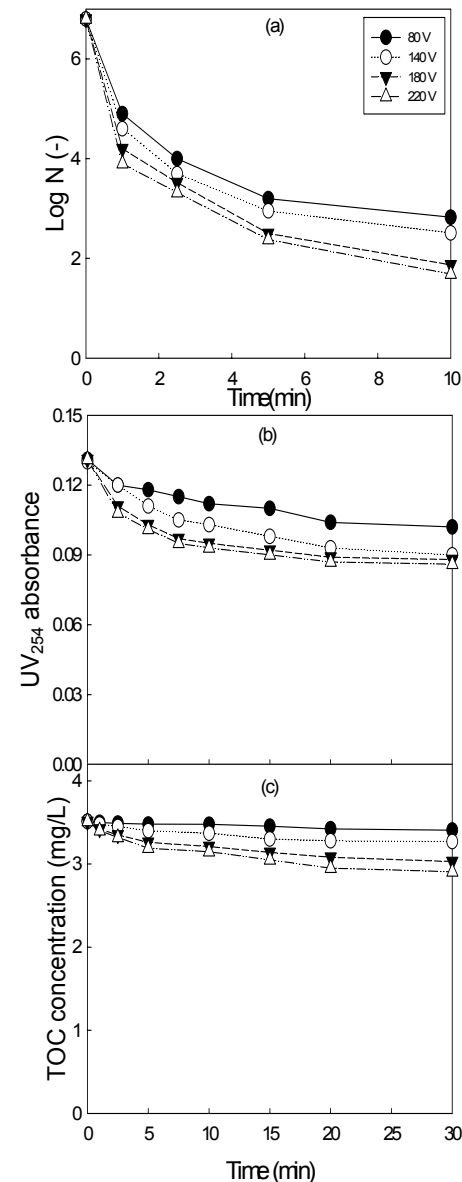 (a)
80 V
140 V
180 V
220 V
Log N (-)
6
4
2
0
0 2 4 6 8 10
Time(min)
(b)
UV254 absorbance
0.15
0.12
0.09
0.06
0.03
0.00
(c)
TOC concentration (mg/L)
4
3
2
1
0
0 5 10 15 20 25 30
Time (min)